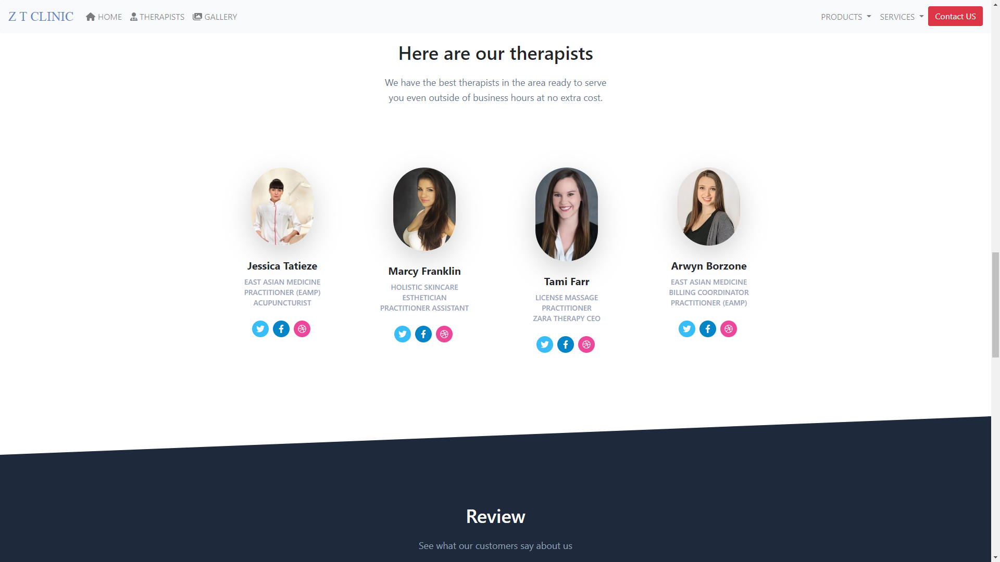 Z T CLINIC HOME THERAPISTS GALLERY PRODUCTS SERVICES Contact US
Here are our therapists
We have the best therapists in the area ready to serve
you even outside of business hours at no extra cost.
Jessica Tatieze
EAST ASIAN MEDICINE
PRACTITIONER (EAMP)
ACUPUNCTURIST
Marcy Franklin
HOLISTIC SKINCARE
ESTHETICIAN
PRACTITIONER ASSISTANT
Tami Farr
LICENSE MASSAGE
PRACTITIONER
ZARA THERAPY CEO
Arwyn Borzone
EAST ASIAN MEDICINE
BILLING COORDINATOR
PRACTITIONER (EAMP)
Review
See what our customers say about us